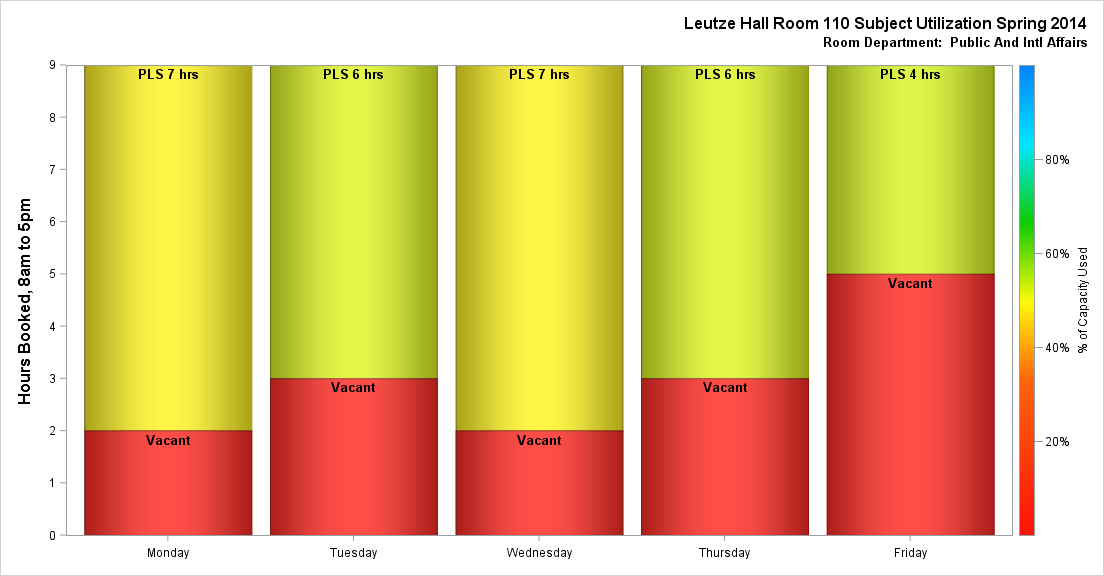 Leutze Hall Room 110 Subject Utilization Spring 2014
Room Department: Public And Intl Affairs
Hours Booked, 8am to 5pm
9
8
7
6
5
4
3
2
1
0
PLS 7 hrs
Vacant
PLS 6 hrs
Vacant
PLS 7 hrs
Vacant
PLS 6 hrs
Vacant
PLS 4 hrs
Vacant
Monday
Tuesday
Wednesday
Thursday
Friday
80%
60%
40%
20%
% of Capacity Used